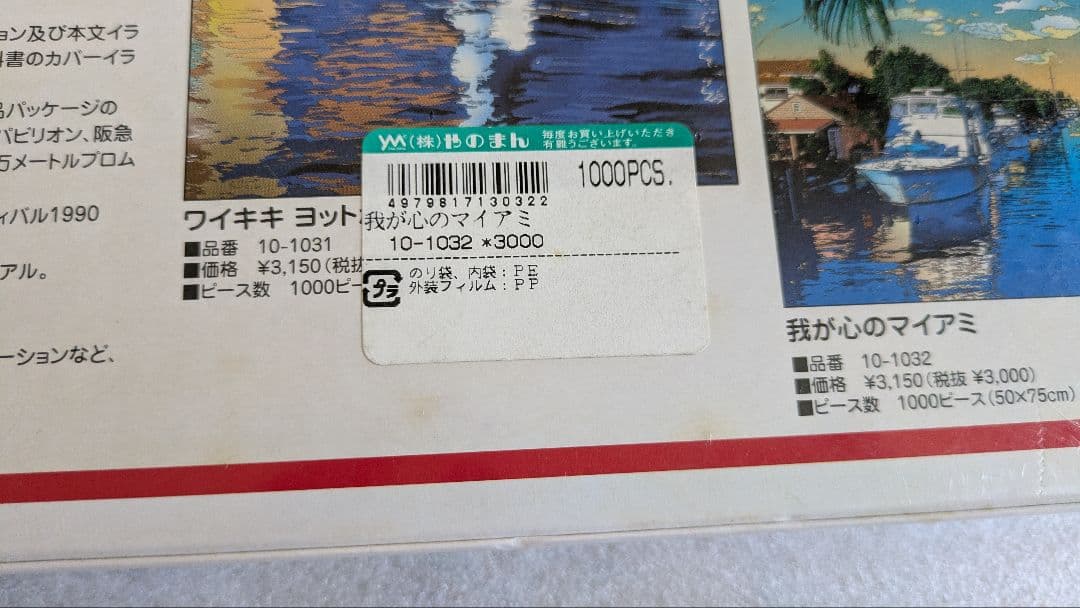 ョン及び本文イラ
書のカバーイラ
品パッケージの
パビリオン、阪急
万メートルプロム
ィバル1990
アル。
ーションなど、
ワイキキ ヨット
■品番 10-1031
■価格 ¥3,150(税抜
■ピース数 1000ピー
YM(株)やのまん
毎度お買い上げいただき
有難うございます。
1000PCS.
4979817130322
我が心のマイアミ
10-1032 *3000
プラ
のり袋、内袋：PE
外装フィルム：PP
我が心のマイアミ
■品番 10-1032
■価格 ¥3,150(税抜 ¥3,000)
■ピース数 1000ピース(50×75cm)